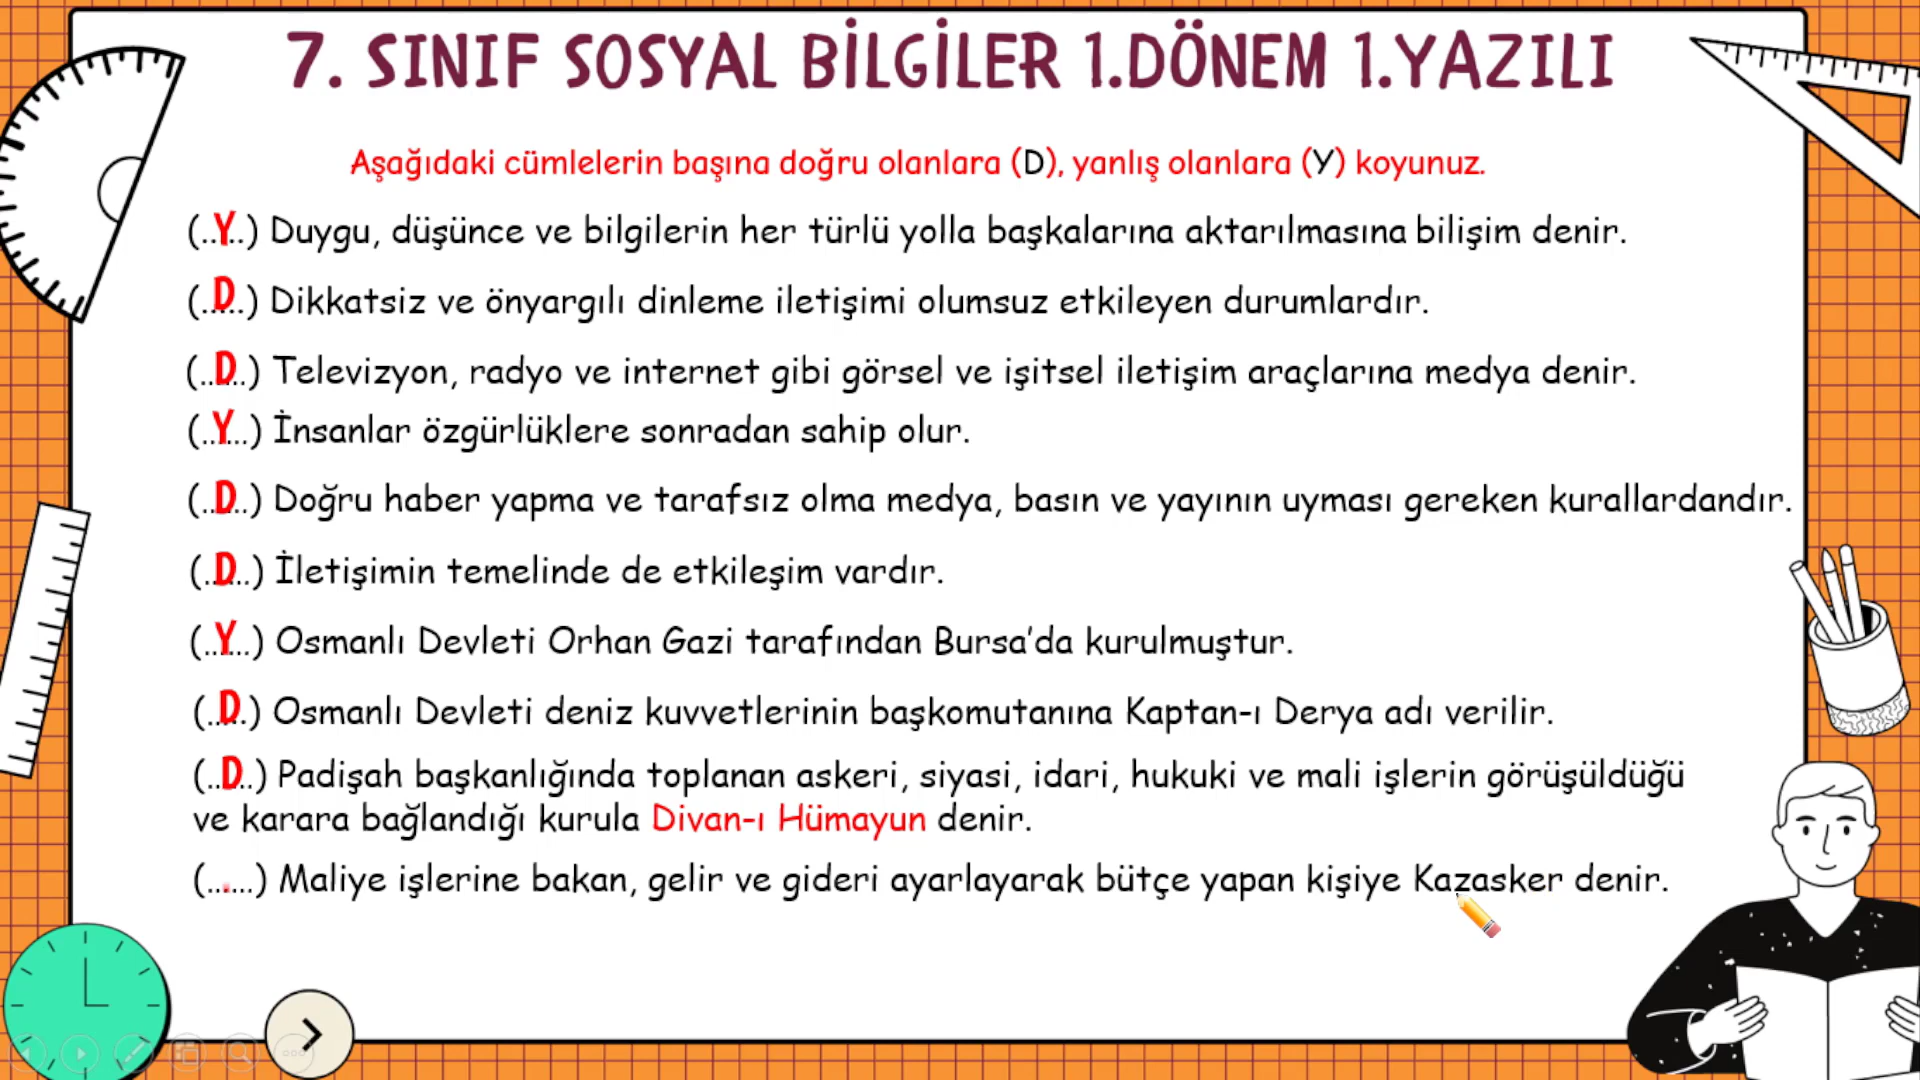 7. SINIF SOSYAL BİLGİLER 1.DÖNEM 1.YAZILI
Aşağıdaki cümlelerin başına doğru olanlara (D), yanlış olanlara (Y) koyunuz.
(..Y..) Duygu, düşünce ve bilgilerin her türlü yolla başkalarına aktarılmasına bilişim denir.
(..D..) Dikkatsiz ve önyargılı dinleme iletişimi olumsuz etkileyen durumlardır.
(..D..) Televizyon, radyo ve internet gibi görsel ve işitsel iletişim araçlarına medya denir.
(..Y..) İnsanlar özgürlüklere sonradan sahip olur.
(..D..) Doğru haber yapma ve tarafsız olma medya, basın ve yayının uyması gereken kurallardandır.
(..D..) İletişimin temelinde de etkileşim vardır.
(..Y..) Osmanlı Devleti Orhan Gazi tarafından Bursa'da kurulmuştur.
(..D..) Osmanlı Devleti deniz kuvvetlerinin başkomutanına Kaptan-ı Derya adı verilir.
(..D..) Padişah başkanlığında toplanan askeri, siyasi, idari, hukuki ve mali işlerin görüşüldüğü
ve karara bağlandığı kurula Divan-ı Hümayun denir.
(......) Maliye işlerine bakan, gelir ve gideri ayarlayarak bütçe yapan kişiye Kazasker denir.